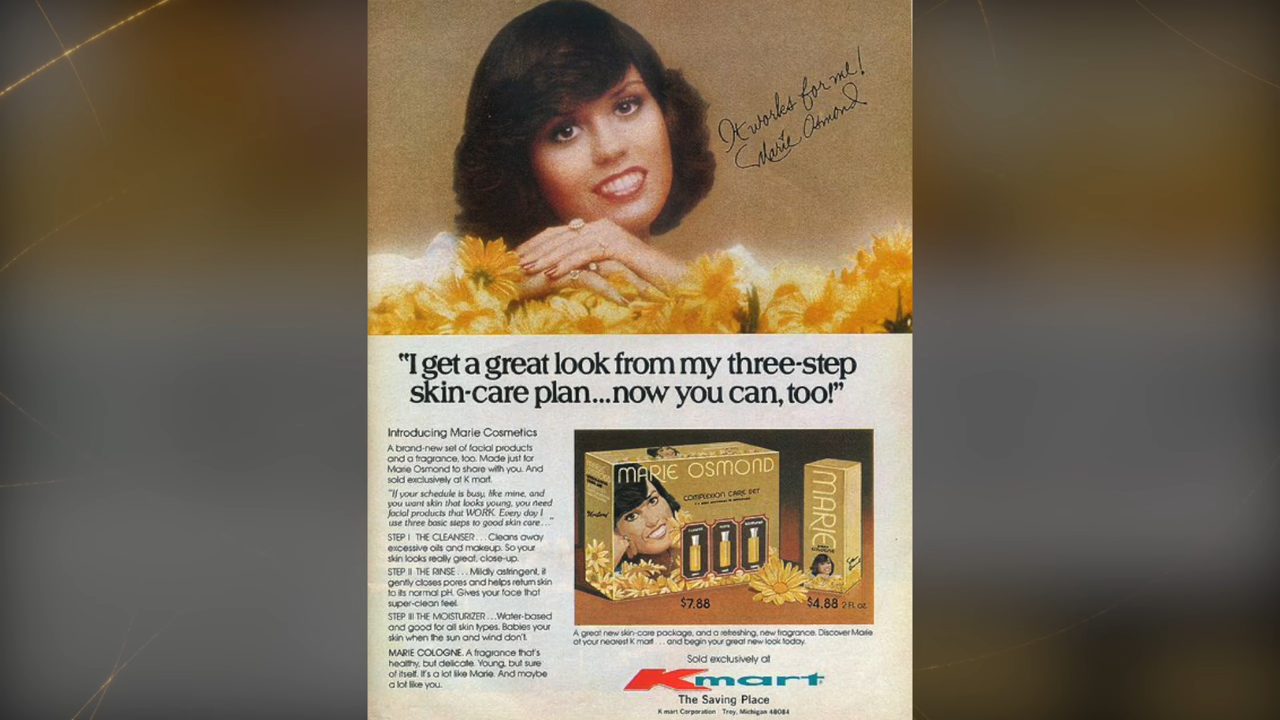 It works for me!
Marie Osmond
"I get a great look from my three-step
skin-care plan...now you can, too!"
Introducing Marie Cosmetics
A brand-new set of facial products
and a fragrance, too. Made just for
Marie Osmond to share with you. And
sold exclusively at K mart.
"If your schedule is busy, like mine, and
you want skin that looks young, you need
facial products that WORK. Every day I
use three basic steps to good skin care..."
STEP I THE CLEANSER... Cleans away
excessive oils and makeup. So your
skin looks really great, close-up.
STEP II THE RINSE... Mildly astringent, it
gently closes pores and helps return skin
to its normal pH. Gives your face that
super-clean feel.
STEP III THE MOISTURIZER... Water-based
and good for all skin types. Babies your
skin when the sun and wind don't.
MARIE COLOGNE. A fragrance that's
healthy, but delicate. Young, but sure
of itself. It's a lot like Marie. And maybe
a lot like you.
MARIE OSMOND
COMPLEXION CARE SET
MARIE
$7.88
$4.88 2 Fl. oz.
A great new skin-care package, and a refreshing, new fragrance. Discover Marie
at your nearest K mart... and begin your great new look today.
Sold exclusively at
Kmart
The Saving Place
K mart Corporation Troy, Michigan 48084